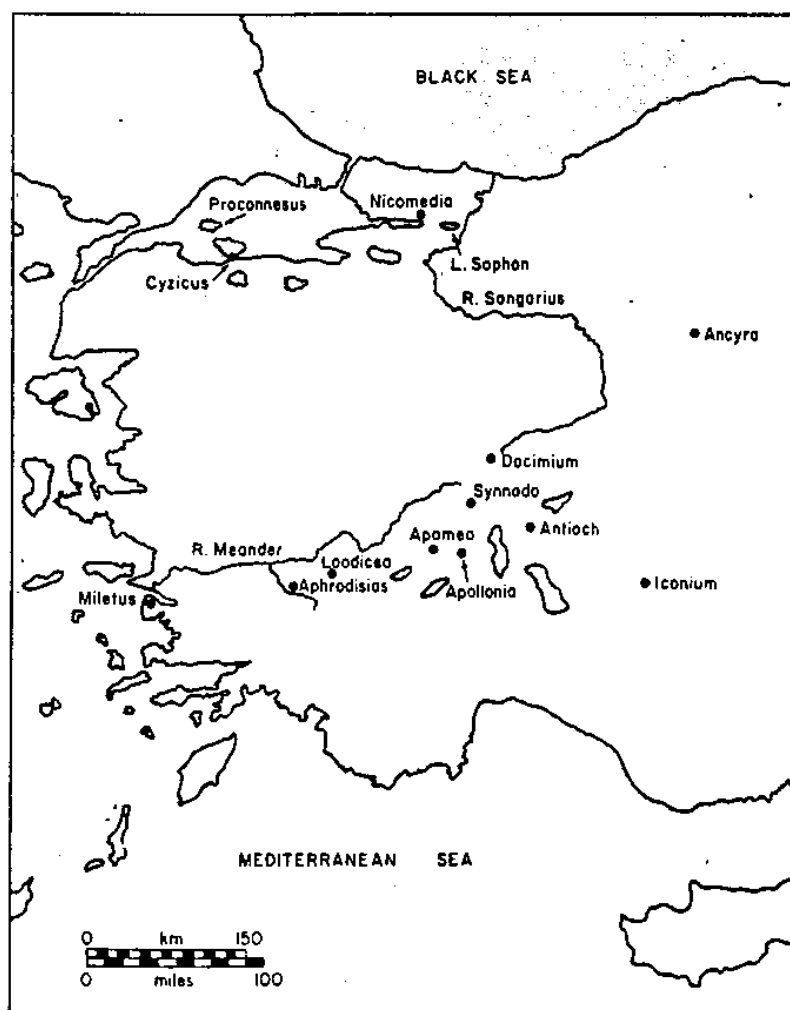 BLACK SEA
Nicomedia
Proconnesus
L. Sophon
Cyzicus
R. Sangarius
Ancyra
Docimium
Synnada
Antioch
Apamea
R. Meander
Laodicea
Iconium
Aphrodisias
Apollonia
Miletus
MEDITERRANEAN SEA
0 km 150
0 miles 100